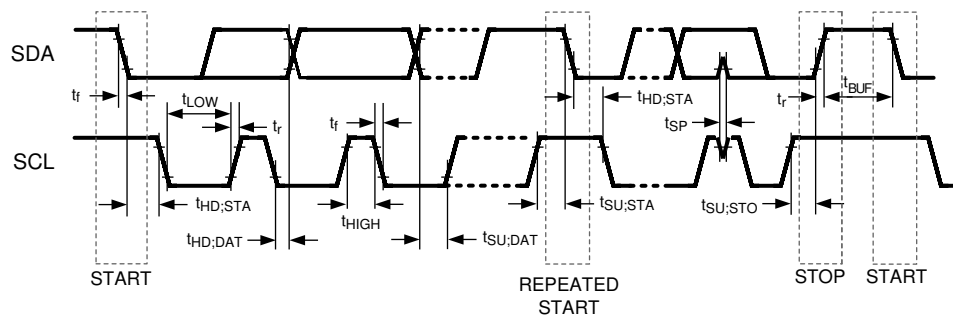 SDA
t_f
t_LOW
t_r
t_f
t_HD;STA
t_SP
t_r
t_BUF
SCL
t_HD;STA
t_HD;DAT
t_HIGH
t_SU;DAT
t_SU;STA
t_SU;STO
START
REPEATED
START
STOP
START